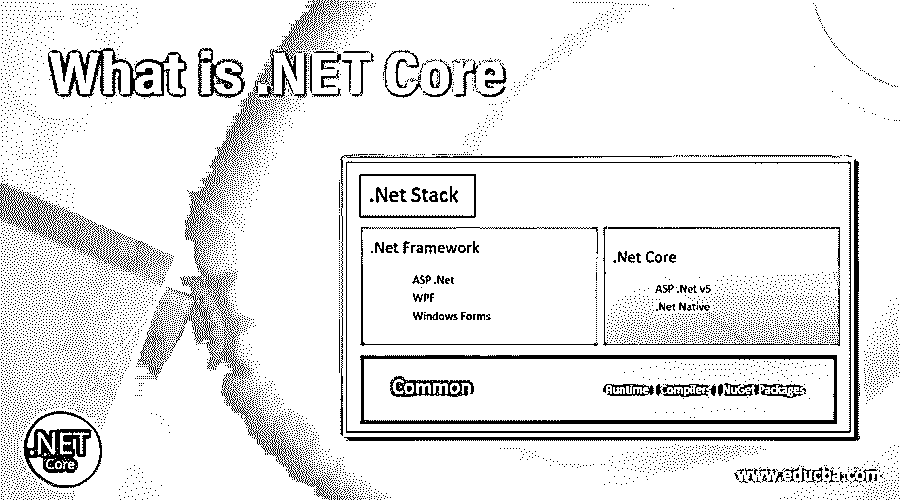 What is .NET Core
.Net Stack
.Net Framework
ASP .Net
WPF
Windows Forms
.Net Core
ASP .Net v5
.Net Native
Common
Runtime | Compilers | NuGet Packages
.NET
Core
www.educba.com